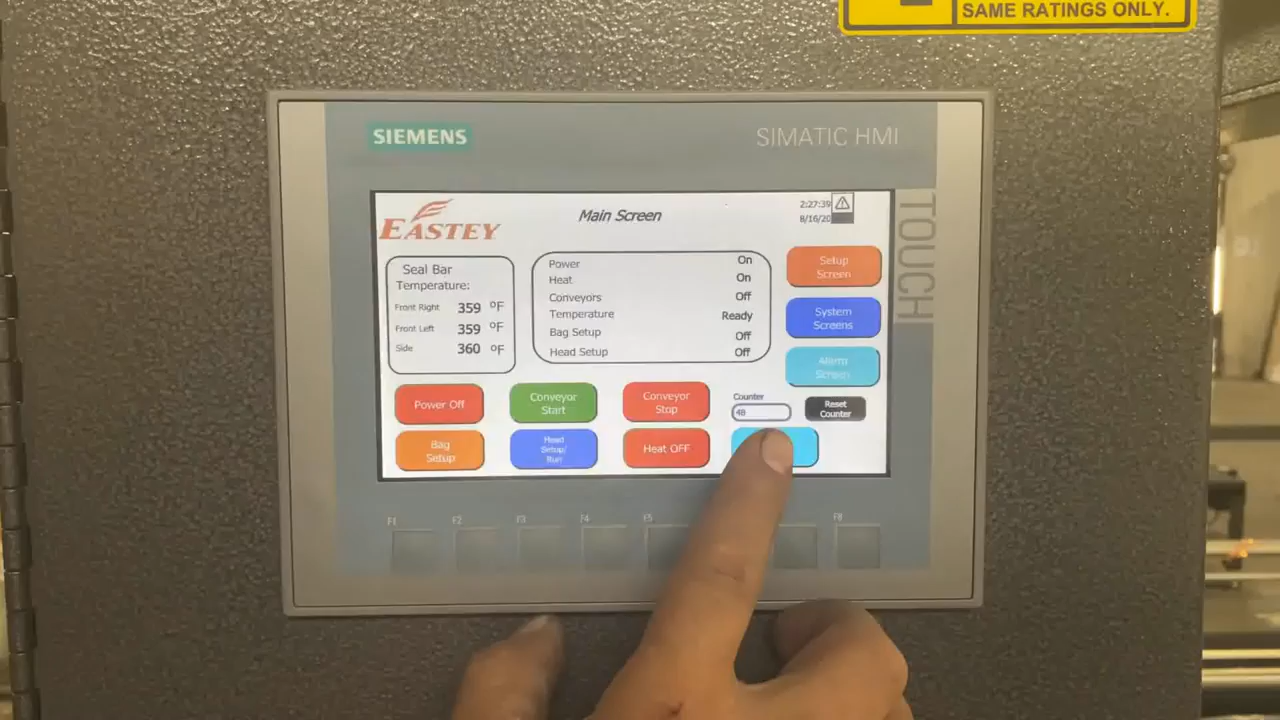 SAME RATINGS ONLY.
SIEMENS
SIMATIC HMI
TOUCH
EASTEY
Main Screen
2:27:39
8/16/20
Seal Bar
Temperature:
Front Right 359 °F
Front Left 359 °F
Side 360 °F
Power On
Heat On
Conveyors Off
Temperature Ready
Bag Setup Off
Head Setup Off
Setup
Screen
System
Screens
Alarm
Screen
Power Off
Conveyor
Start
Conveyor
Stop
Counter
48
Reset
Counter
Bag
Setup
Head
Setup/
Run
Heat OFF
F1 F2 F3 F4 F5 F8